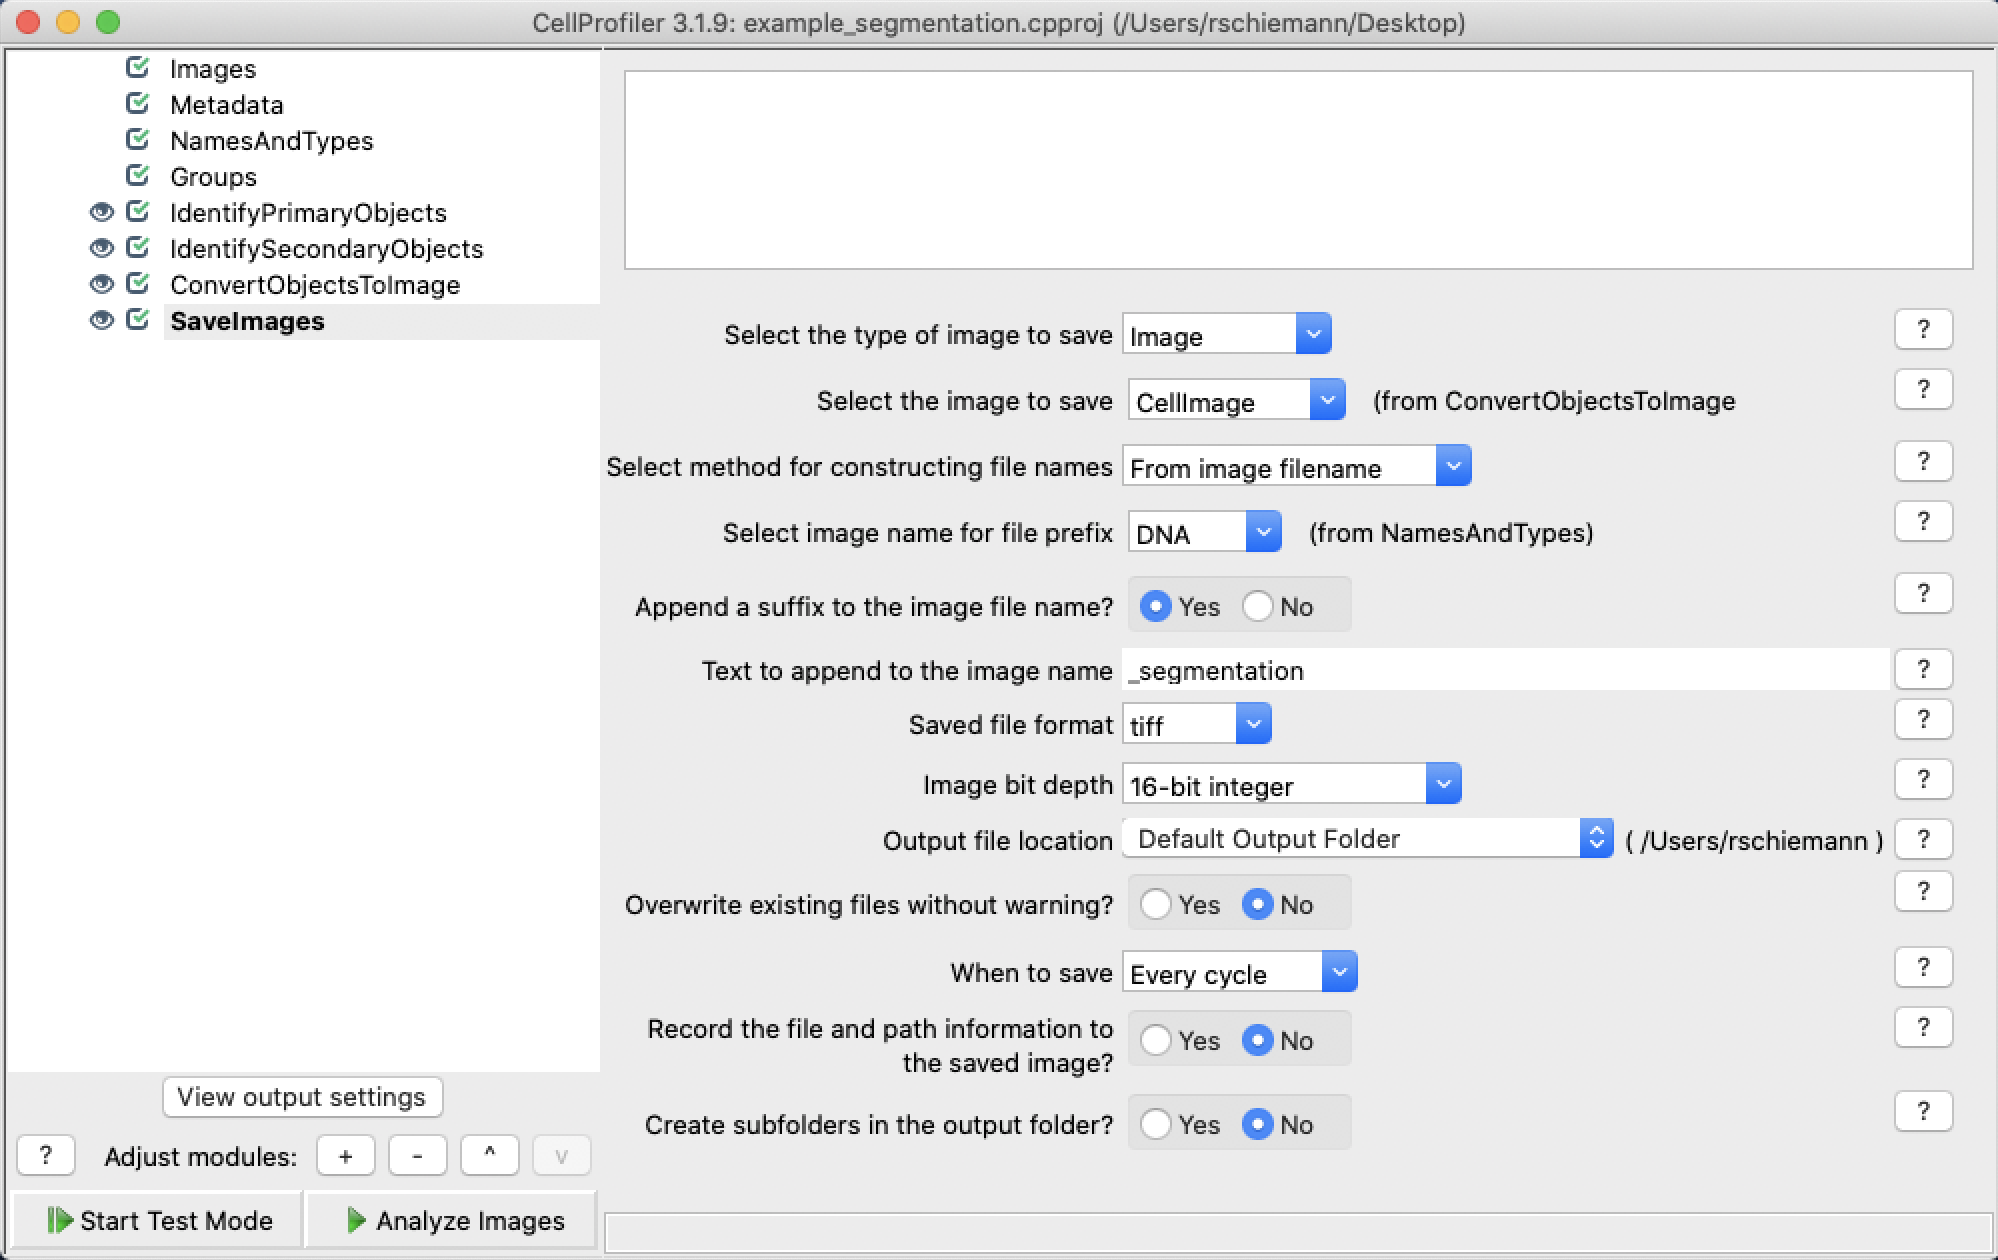 CellProfiler 3.1.9: example_segmentation.cpproj (/Users/rschiemann/Desktop)
Images
Metadata
NamesAndTypes
Groups
IdentifyPrimaryObjects
IdentifySecondaryObjects
ConvertObjectsToImage
SaveImages
Select the type of image to save Image ?
Select the image to save CellImage (from ConvertObjectsToImage ?
Select method for constructing file names From image filename ?
Select image name for file prefix DNA (from NamesAndTypes) ?
Append a suffix to the image file name? Yes No ?
Text to append to the image name _segmentation ?
Saved file format tiff ?
Image bit depth 16-bit integer ?
Output file location Default Output Folder ( /Users/rschiemann ) ?
Overwrite existing files without warning? Yes No ?
When to save Every cycle ?
Record the file and path information to
the saved image? Yes No ?
Create subfolders in the output folder? Yes No ?
View output settings
? Adjust modules: + - ^ v
Start Test Mode Analyze Images